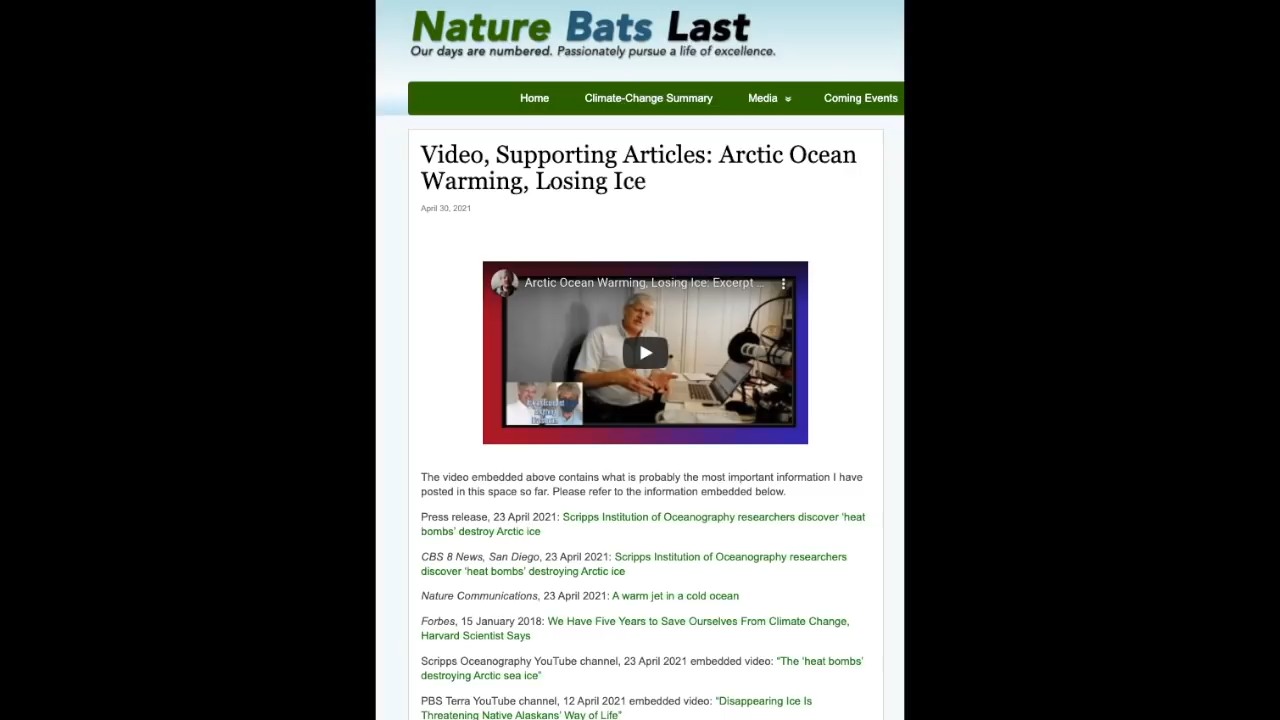 Nature Bats Last
Our days are numbered. Passionately pursue a life of excellence.
Home Climate-Change Summary Media Coming Events
Video, Supporting Articles: Arctic Ocean
Warming, Losing Ice
April 30, 2021
Arctic Ocean Warming, Losing Ice: Excerpt ...
The video embedded above contains what is probably the most important information I have
posted in this space so far. Please refer to the information embedded below.
Press release, 23 April 2021: Scripps Institution of Oceanography researchers discover ‘heat
bombs’ destroy Arctic ice
CBS 8 News, San Diego, 23 April 2021: Scripps Institution of Oceanography researchers
discover ‘heat bombs’ destroying Arctic ice
Nature Communications, 23 April 2021: A warm jet in a cold ocean
Forbes, 15 January 2018: We Have Five Years to Save Ourselves From Climate Change,
Harvard Scientist Says
Scripps Oceanography YouTube channel, 23 April 2021 embedded video: “The ‘heat bombs’
destroying Arctic sea ice”
PBS Terra YouTube channel, 12 April 2021 embedded video: “Disappearing Ice Is
Threatening Native Alaskans’ Way of Life”